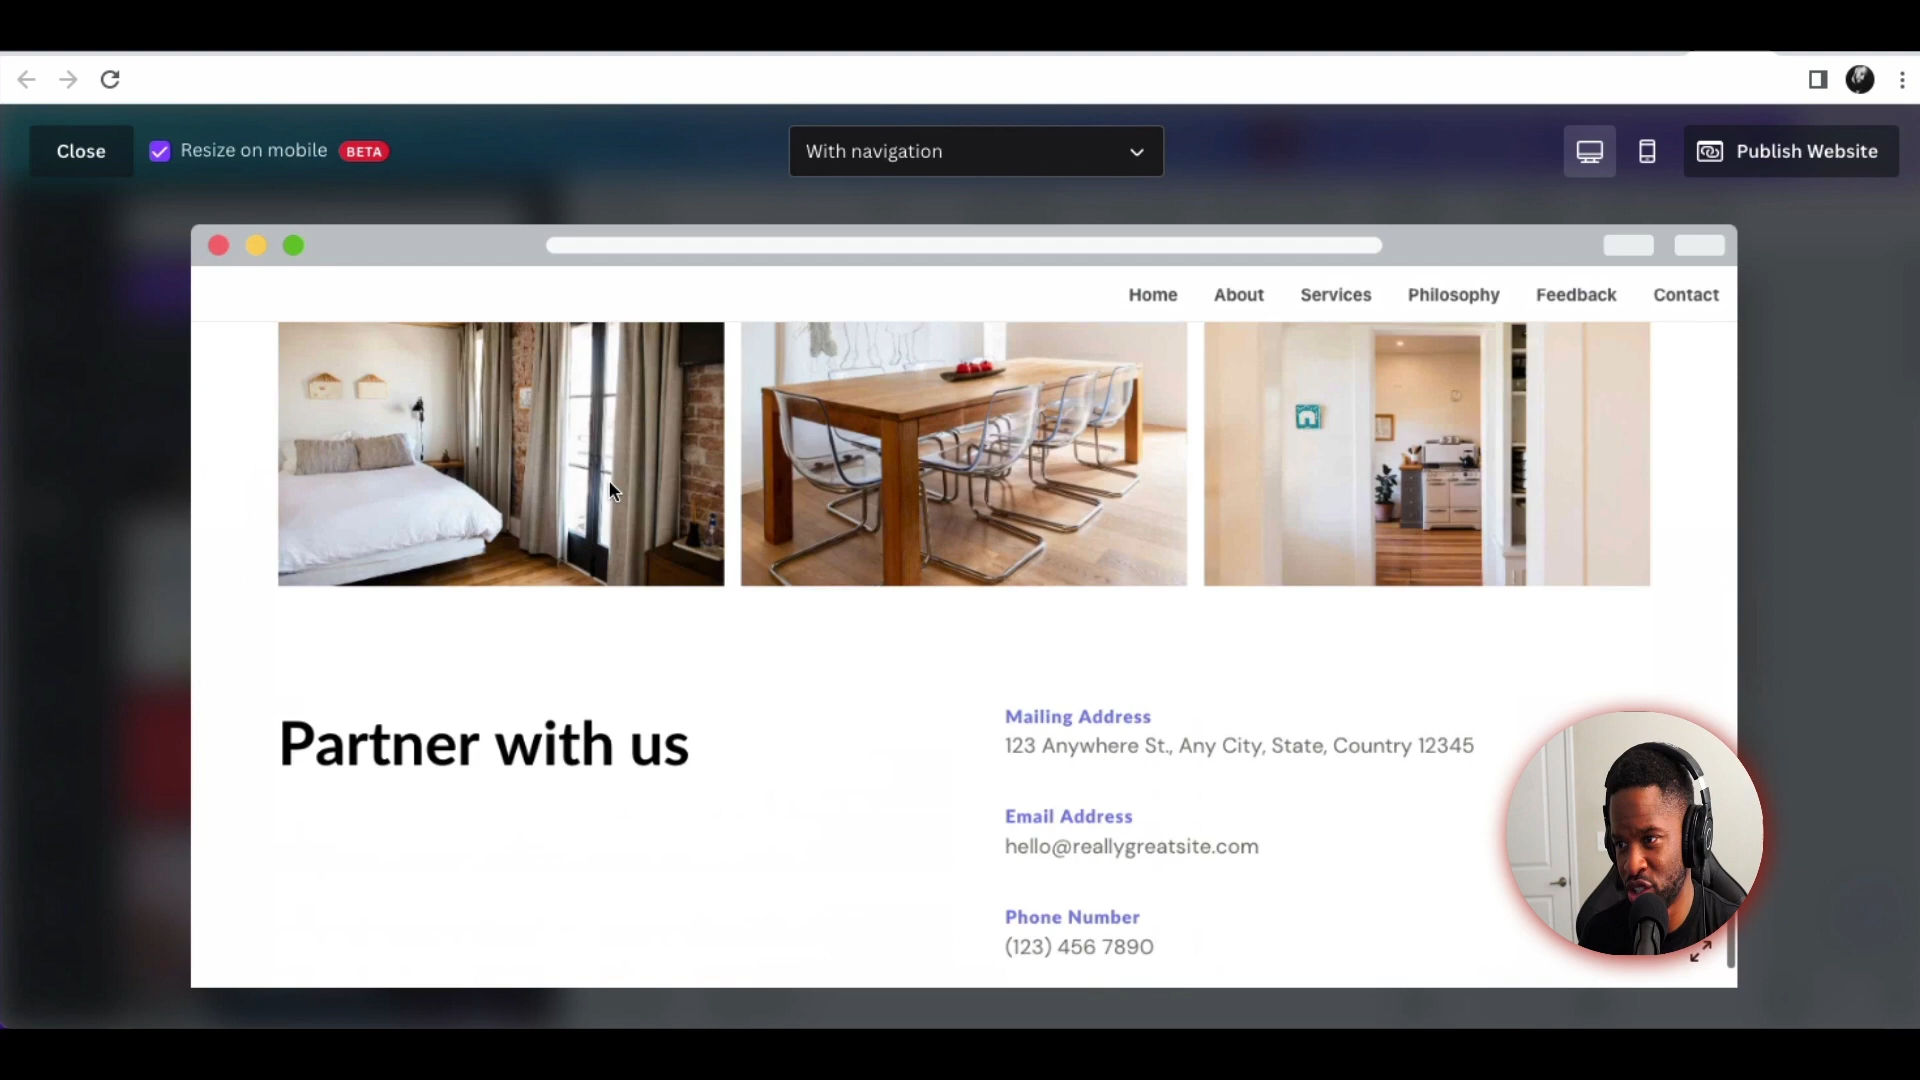 Close
Resize on mobile BETA
With navigation
Publish Website
Home About Services Philosophy Feedback Contact
Partner with us
Mailing Address
123 Anywhere St., Any City, State, Country 12345
Email Address
hello@reallygreatsite.com
Phone Number
(123) 456 7890